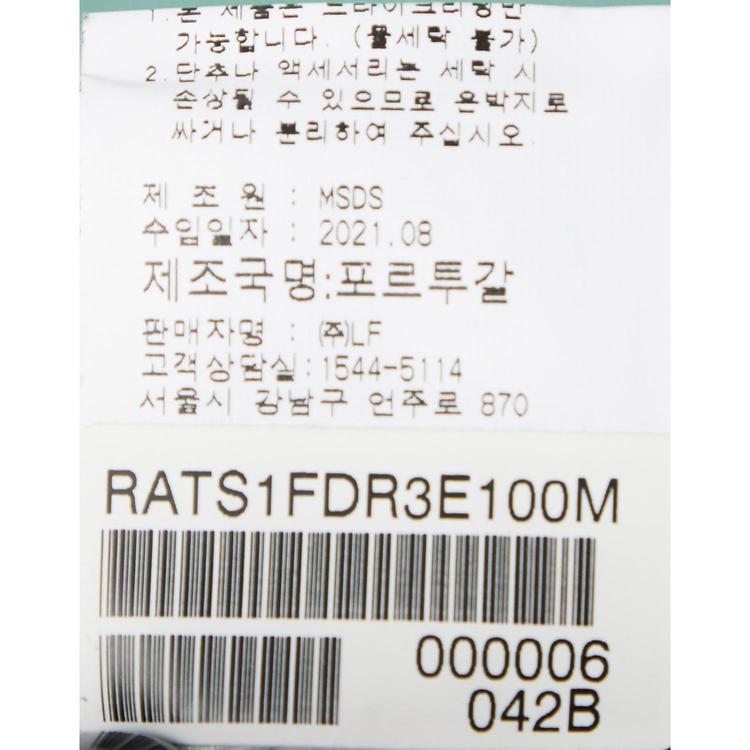 1.본 제품은 드라이크리닝만
가능합니다. (물세탁 불가)
2.단추나 액세서리는 세탁 시
손상될 수 있으므로 은박지로
싸거나 분리하여 주십시오.
제 조 원 : MSDS
수입일자 : 2021.08
제조국명:포르투갈
판매자명 : (주)LF
고객상담실:1544-5114
서울시 강남구 언주로 870
RATS1FDR3E100M
000006
042B